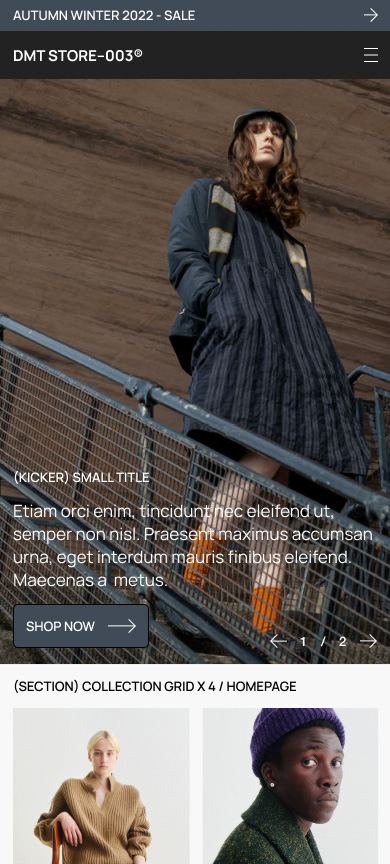 AUTUMN WINTER 2022 - SALE
DMT STORE–003®
(KICKER) SMALL TITLE
Etiam orci enim, tincidunt nec eleifend ut,
semper non nisl. Praesent maximus accumsan
urna, eget interdum mauris finibus eleifend.
Maecenas a metus.
SHOP NOW
1 / 2
(SECTION) COLLECTION GRID X 4 / HOMEPAGE